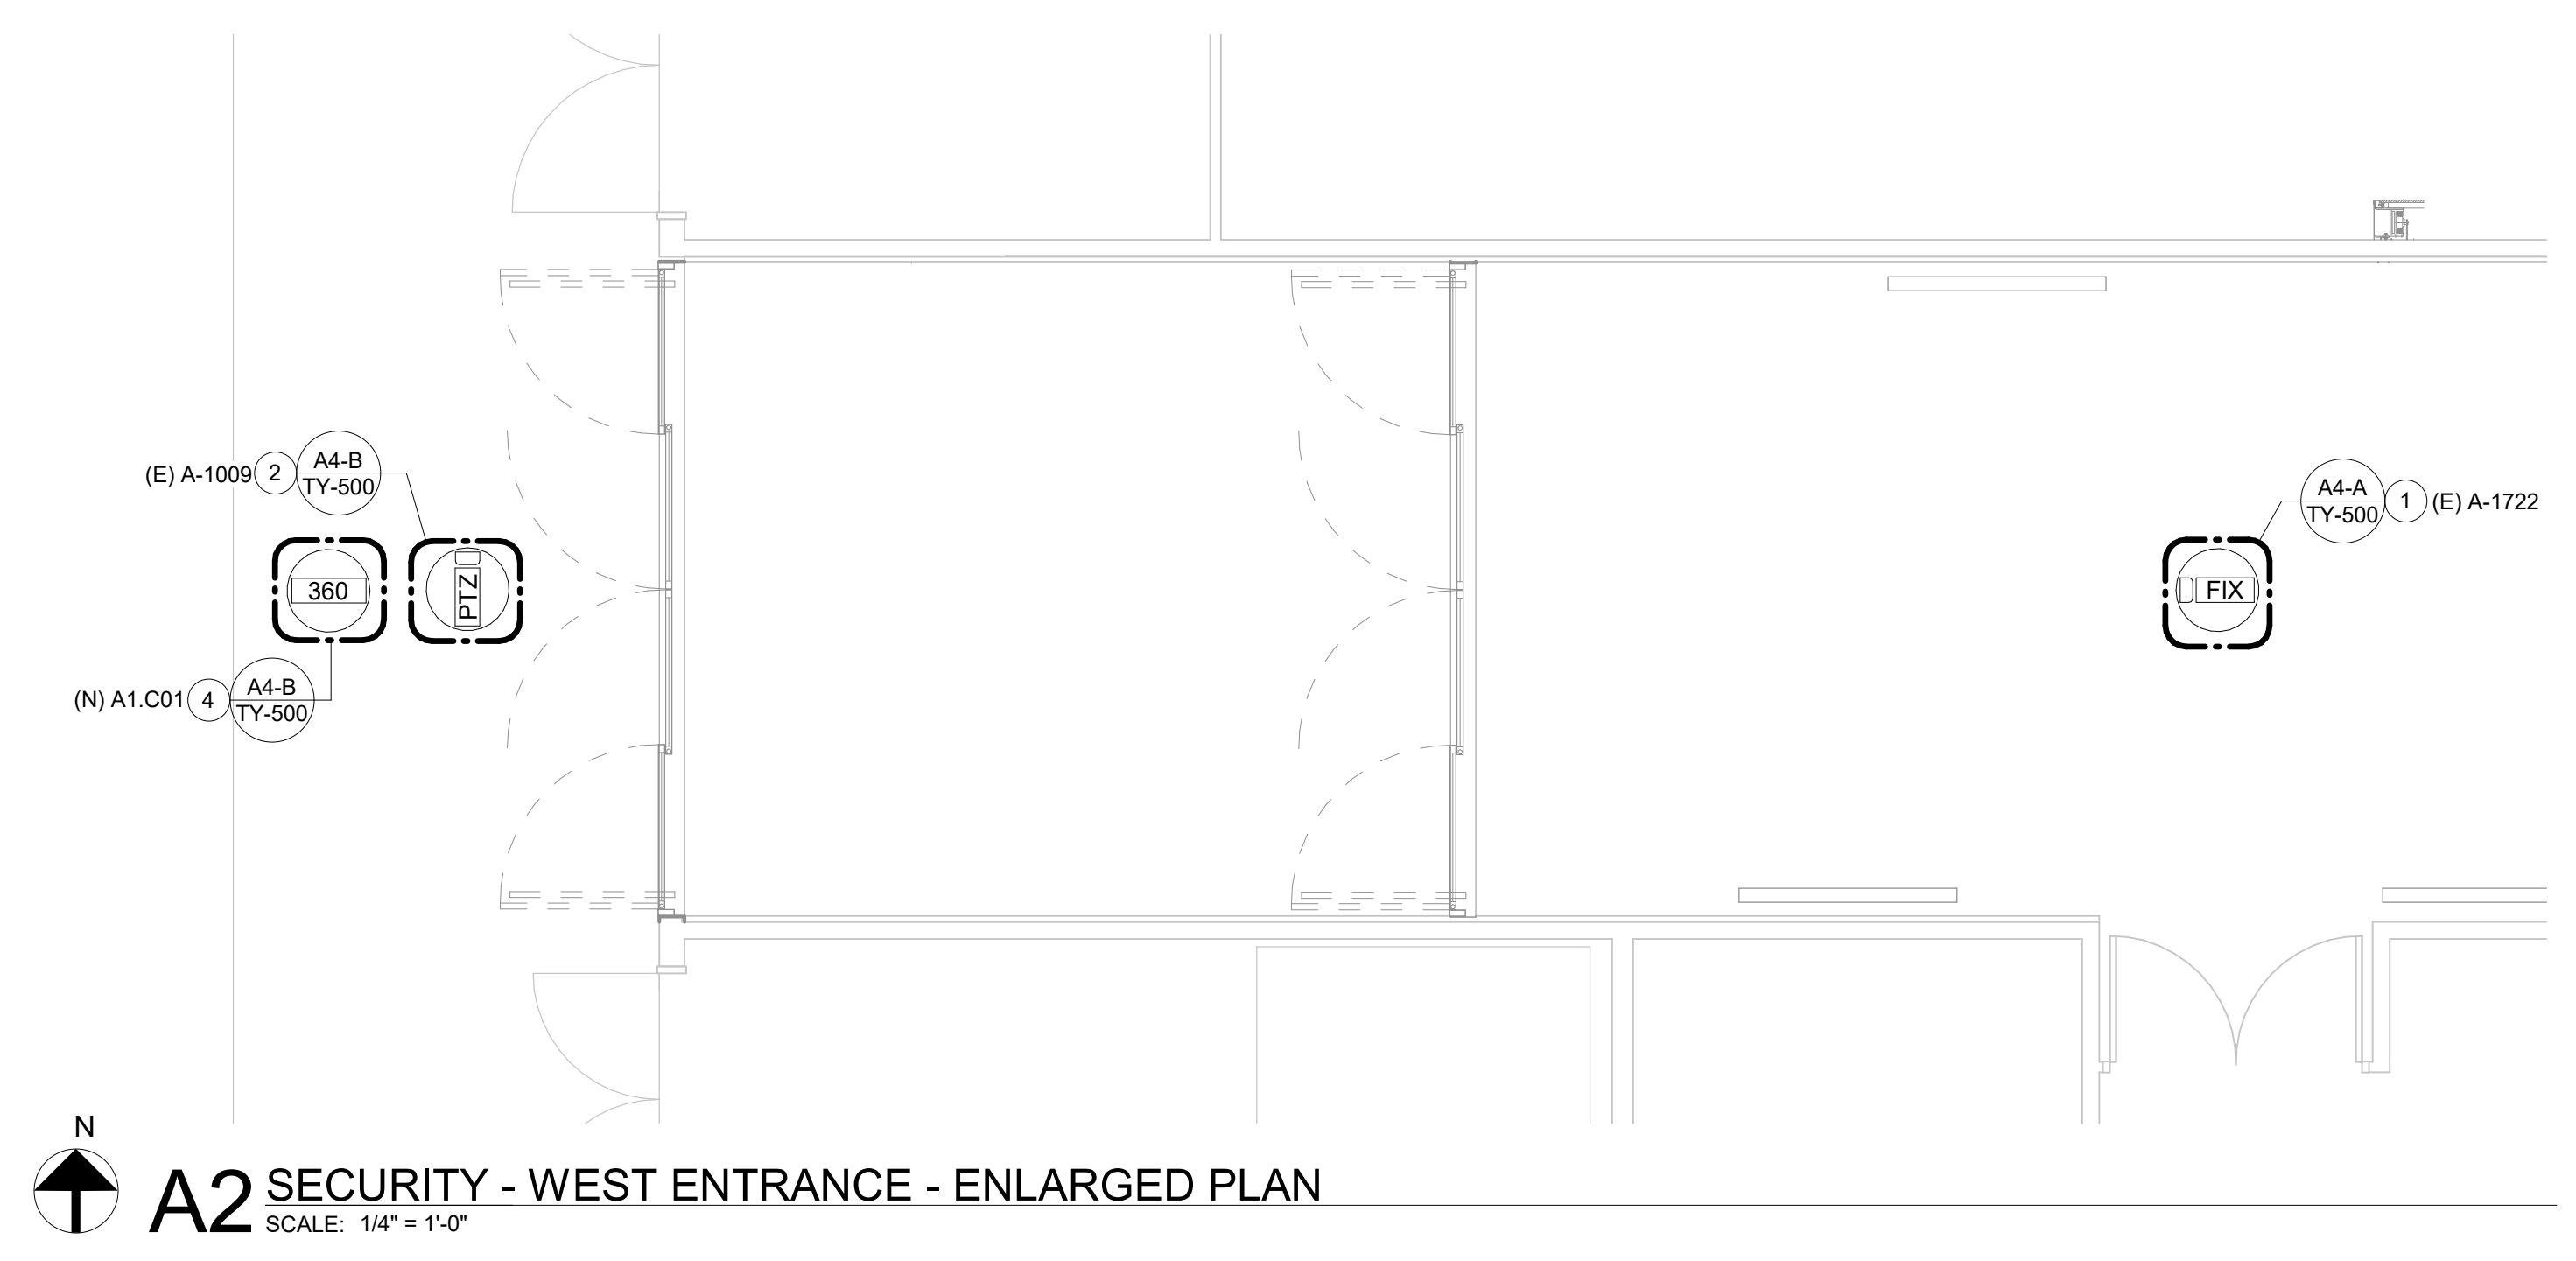 (E) A-1009 2 A4-B
TY-500
360
PTZ
(N) A1.C01 4 A4-B
TY-500
A4-A
TY-500 1 (E) A-1722
FIX
N
A2 SECURITY - WEST ENTRANCE - ENLARGED PLAN
SCALE: 1/4" = 1'-0"